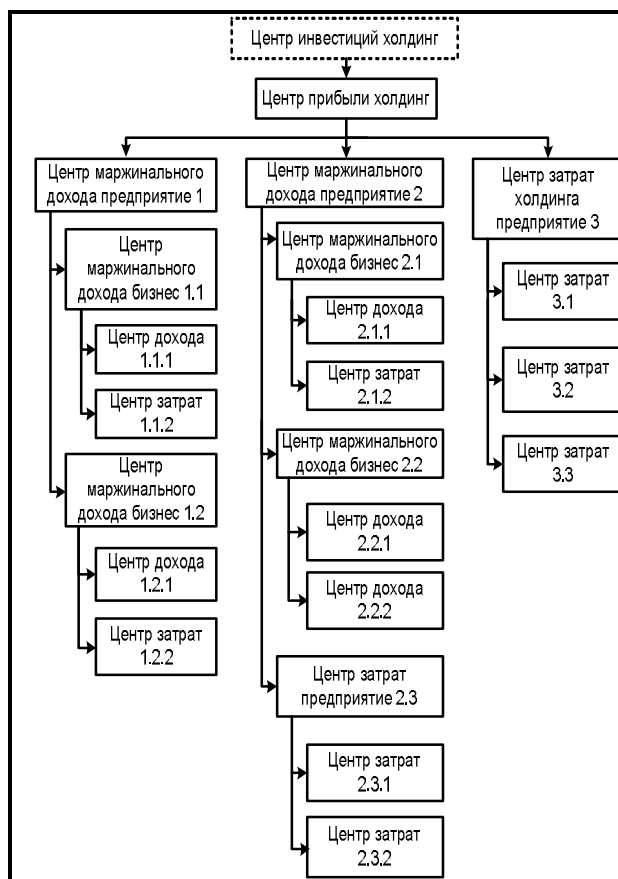 Центр инвестиций холдинг
Центр прибыли холдинг
Центр маржинального
дохода предприятие 1
Центр
маржинального
дохода бизнес 1.1
Центр дохода
1.1.1
Центр затрат
1.1.2
Центр
маржинального
дохода бизнес 1.2
Центр дохода
1.2.1
Центр затрат
1.2.2
Центр маржинального
дохода предприятие 2
Центр маржинального
дохода бизнес 2.1
Центр дохода
2.1.1
Центр затрат
2.1.2
Центр маржинального
дохода бизнес 2.2
Центр дохода
2.2.1
Центр дохода
2.2.2
Центр затрат
предприятие 2.3
Центр затрат
2.3.1
Центр затрат
2.3.2
Центр затрат
холдинга
предприятие 3
Центр затрат
3.1
Центр затрат
3.2
Центр затрат
3.3